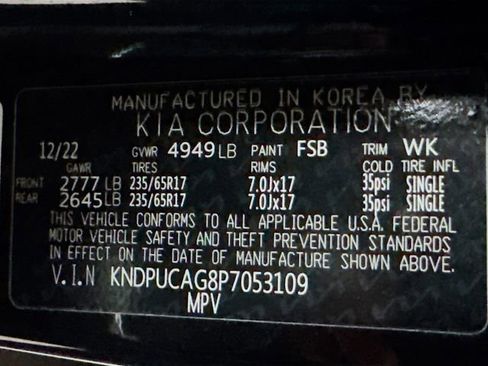 MANUFACTURED IN KOREA BY
KIA CORPORATION
12/22 GVWR 4949 LB PAINT FSB TRIM WK
GAWR TIRES RIMS COLD TIRE INFL
FRONT 2777 LB 235/65R17 7.0Jx17 35psi SINGLE
REAR 2645 LB 235/65R17 7.0Jx17 35psi SINGLE
THIS VEHICLE CONFORMS TO ALL APPLICABLE U.S.A. FEDERAL
MOTOR VEHICLE SAFETY AND THEFT PREVENTION STANDARDS
IN EFFECT ON THE DATE OF MANUFACTURE SHOWN ABOVE.
V.I.N KNDPUCAG8P7053109
MPV